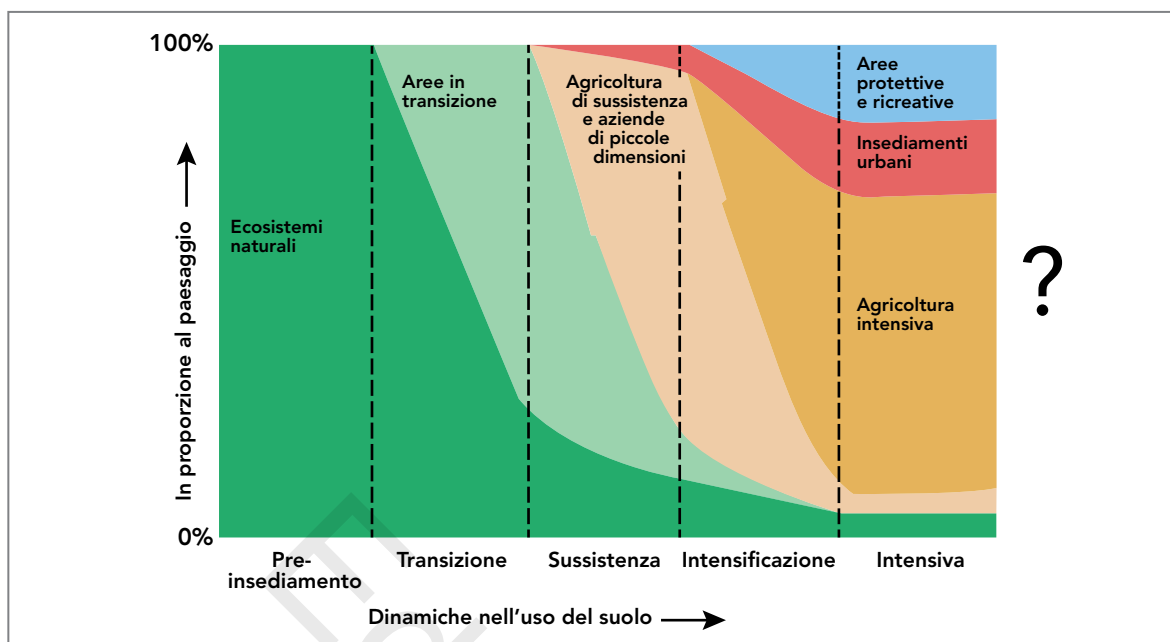 100%
Aree in
transizione
Agricoltura
di sussistenza
e aziende
di piccole
dimensioni
Aree
protettive
e ricreative
Insediamenti
urbani
Ecosistemi
naturali
Agricoltura
intensiva
?
In proporzione al paesaggio
0%
Pre-
insediamento
Transizione
Sussistenza
Intensificazione
Intensiva
Dinamiche nell'uso del suolo